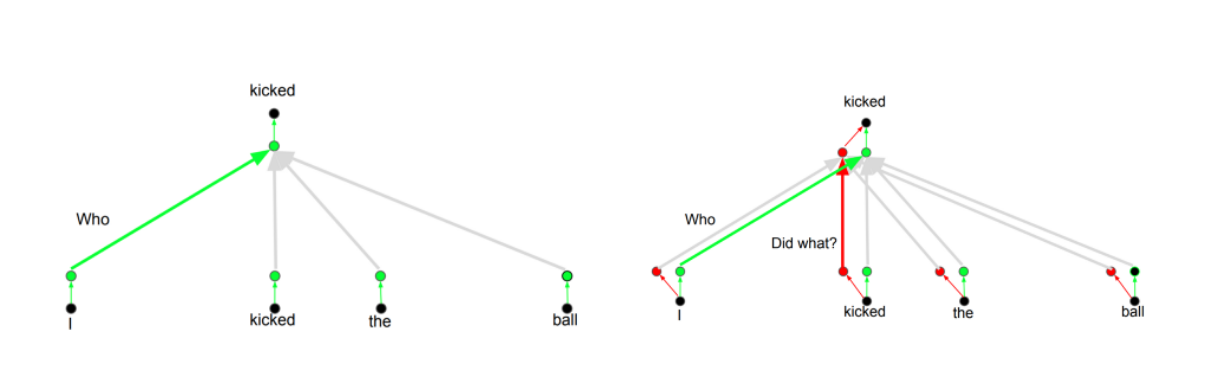 kicked
Who
I
kicked
the
ball
kicked
Who
Did what?
I
kicked
the
ball